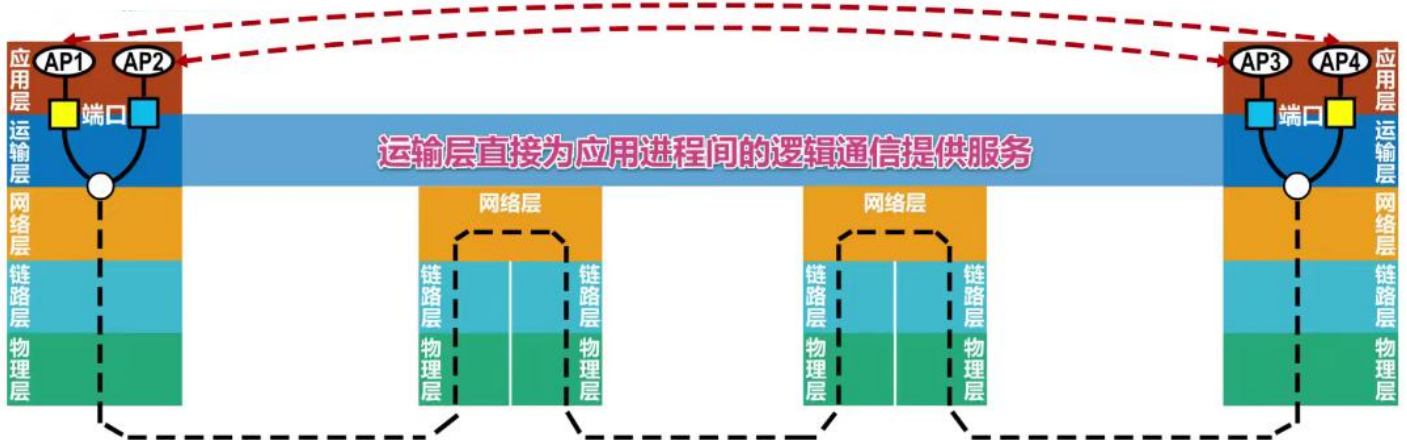 应用层
AP1
AP2
端口
运输层
网络层
链路层
物理层
运输层直接为应用进程间的逻辑通信提供服务
网络层
链路层
链路层
物理层
物理层
网络层
链路层
链路层
物理层
物理层
AP3
AP4
应用层
端口
运输层
网络层
链路层
物理层